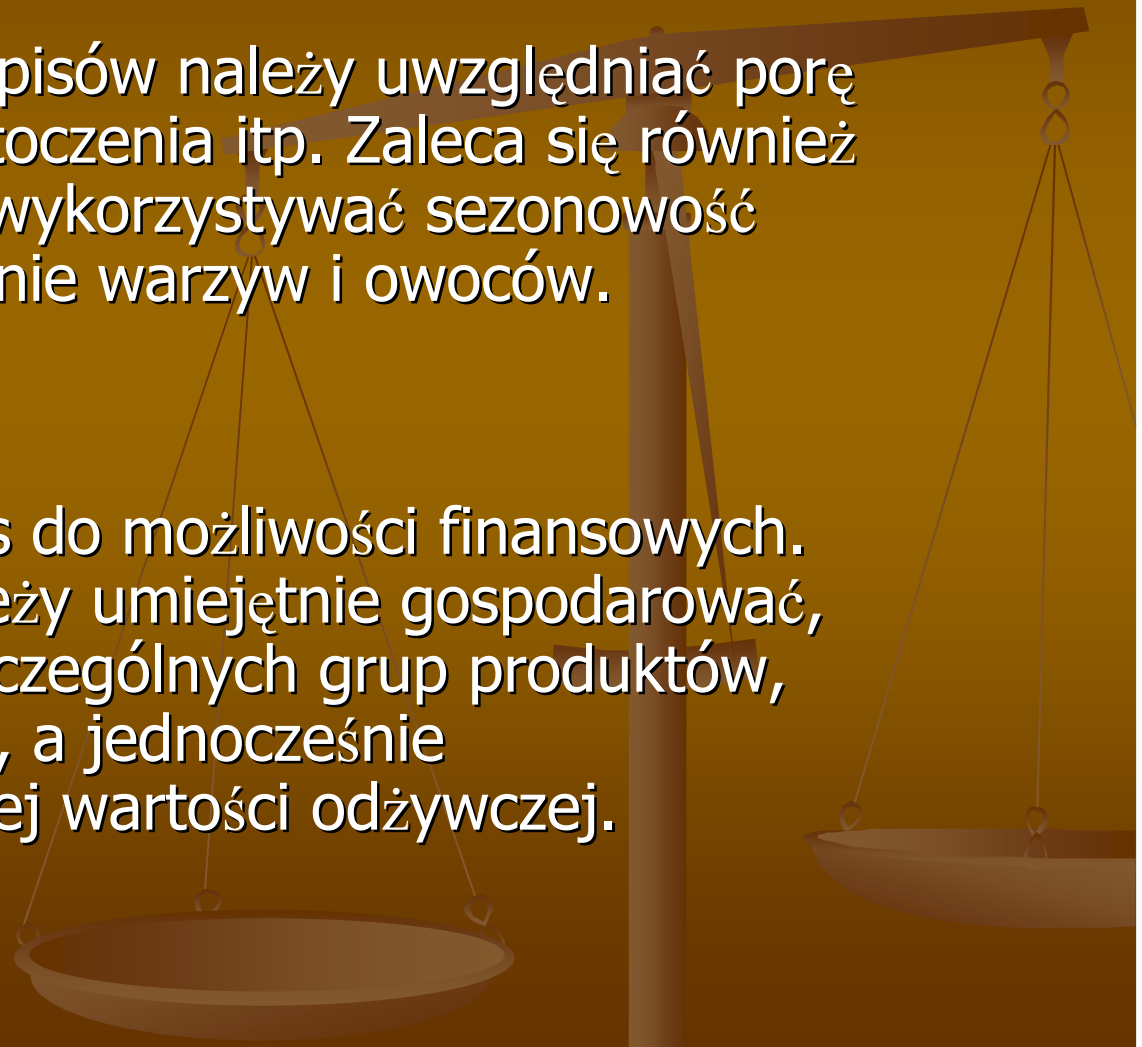 pisów należy uwzględniać porę
toczenia itp. Zaleca się również
wykorzystywać sezonowość
nie warzyw i owoców.
s do możliwości finansowych.
eży umiejętnie gospodarować,
czególnych grup produktów,
, a jednocześnie
ej wartości odżywczej.